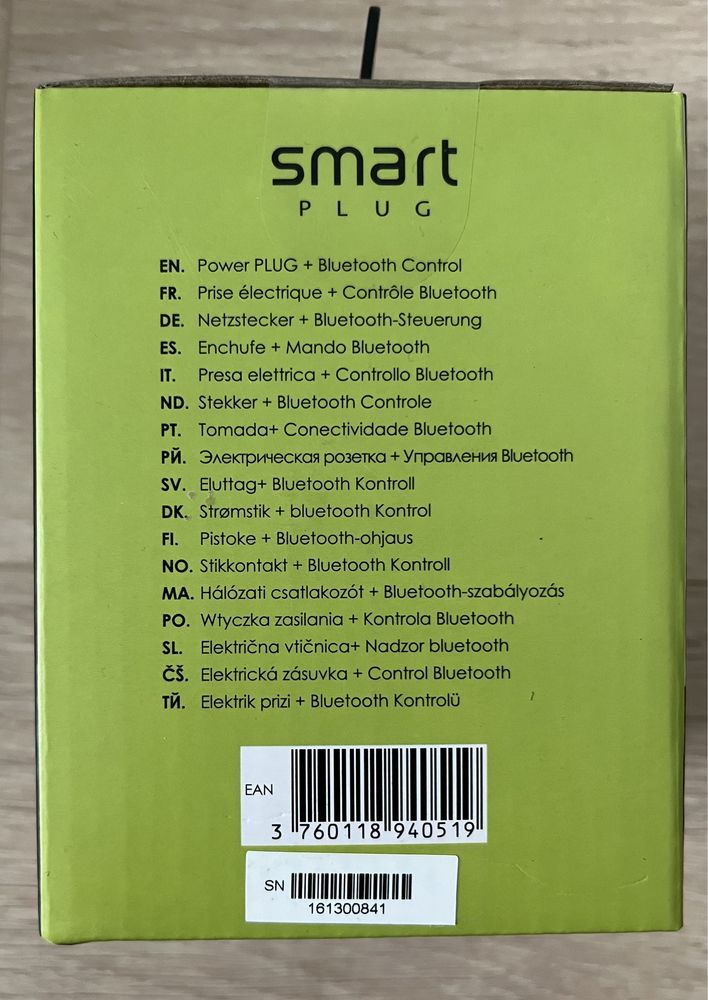 smart
PLUG
EN. Power PLUG + Bluetooth Control
FR. Prise électrique + Contrôle Bluetooth
DE. Netzstecker + Bluetooth-Steuerung
ES. Enchufe + Mando Bluetooth
IT. Presa elettrica + Controllo Bluetooth
ND. Stekker + Bluetooth Controle
PT. Tomada+ Conectividade Bluetooth
РЙ. Электрическая розетка + Управления Bluetooth
SV. Eluttag+ Bluetooth Kontroll
DK. Strømstik + bluetooth Kontrol
FI. Pistoke + Bluetooth-ohjaus
NO. Stikkontakt + Bluetooth Kontroll
MA. Hálózati csatlakozót + Bluetooth-szabályozás
PO. Wtyczka zasilania + Kontrola Bluetooth
SL. Električna vtičnica+ Nadzor bluetooth
ČŠ. Elektrická zásuvka + Control Bluetooth
TЙ. Elektrik prizi + Bluetooth Kontrolü
EAN
3 760118 940519
SN
161300841